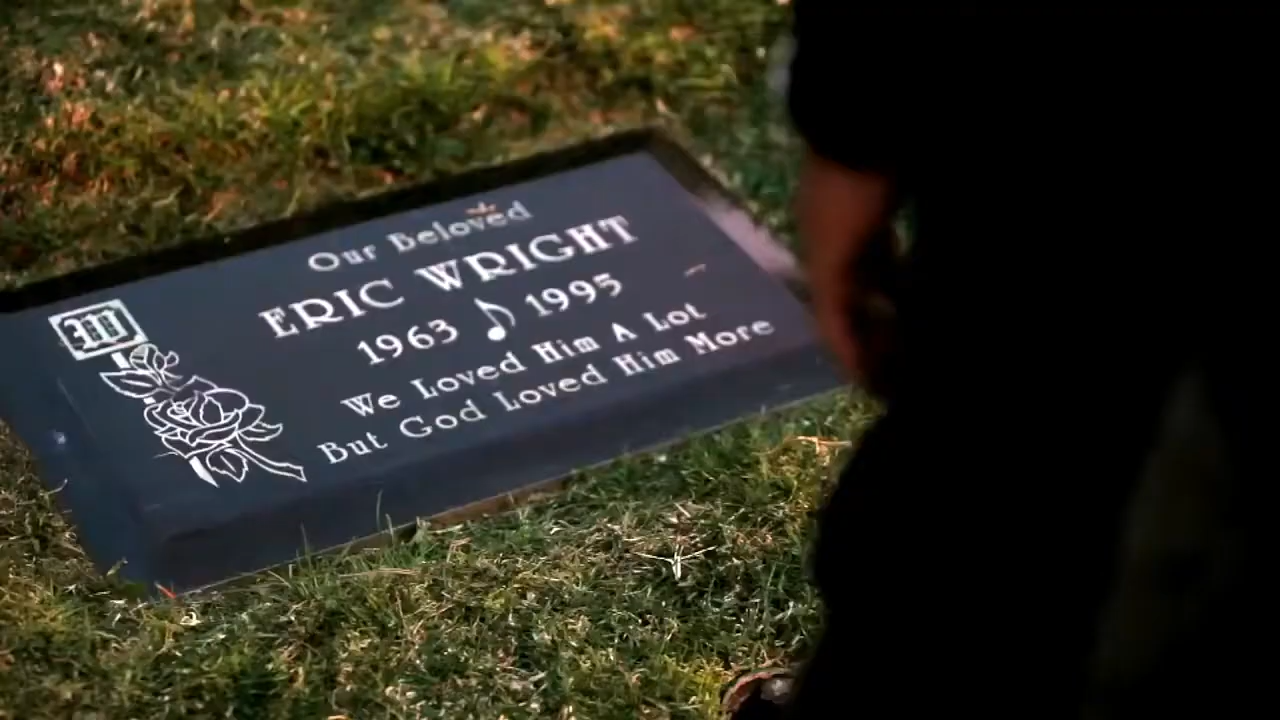 Our Beloved
ERIC WRIGHT
1963 1995
We Loved Him A Lot
But God Loved Him More
W